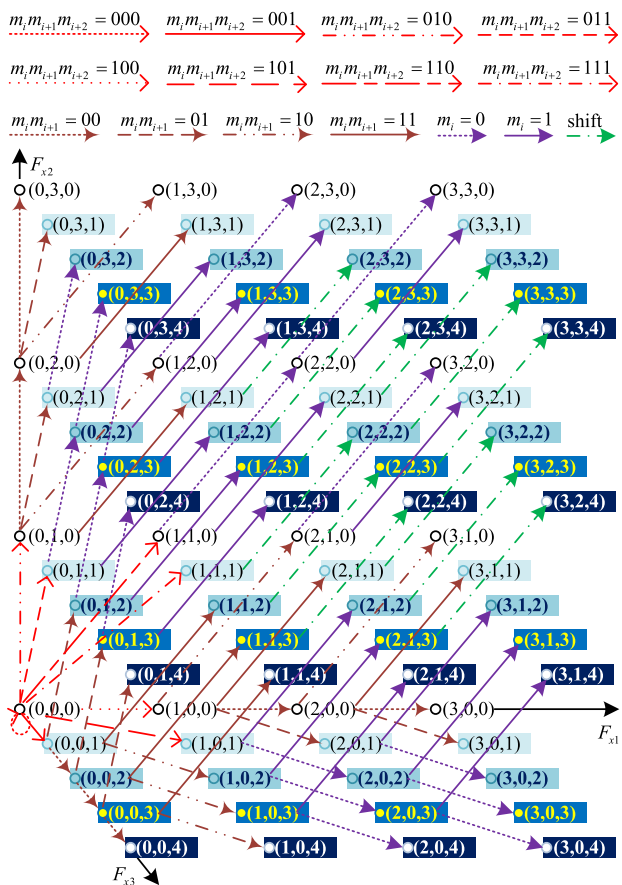 m_i m_{i+1} m_{i+2} = 000 m_i m_{i+1} m_{i+2} = 001 m_i m_{i+1} m_{i+2} = 010 m_i m_{i+1} m_{i+2} = 011
m_i m_{i+1} m_{i+2} = 100 m_i m_{i+1} m_{i+2} = 101 m_i m_{i+1} m_{i+2} = 110 m_i m_{i+1} m_{i+2} = 111
m_i m_{i+1} = 00 m_i m_{i+1} = 01 m_i m_{i+1} = 10 m_i m_{i+1} = 11 m_i = 0 m_i = 1 shift
F_{x2}
(0,3,0) (1,3,0) (2,3,0) (3,3,0)
(0,3,1) (1,3,1) (2,3,1) (3,3,1)
(0,3,2) (1,3,2) (2,3,2) (3,3,2)
(0,3,3) (1,3,3) (2,3,3) (3,3,3)
(0,3,4) (1,3,4) (2,3,4) (3,3,4)
(0,2,0) (1,2,0) (2,2,0) (3,2,0)
(0,2,1) (1,2,1) (2,2,1) (3,2,1)
(0,2,2) (1,2,2) (2,2,2) (3,2,2)
(0,2,3) (1,2,3) (2,2,3) (3,2,3)
(0,2,4) (1,2,4) (2,2,4) (3,2,4)
(0,1,0) (1,1,0) (2,1,0) (3,1,0)
(0,1,1) (1,1,1) (2,1,1) (3,1,1)
(0,1,2) (1,1,2) (2,1,2) (3,1,2)
(0,1,3) (1,1,3) (2,1,3) (3,1,3)
(0,1,4) (1,1,4) (2,1,4) (3,1,4)
(0,0,0) (1,0,0) (2,0,0) (3,0,0)
F_{x1}
(0,0,1) (1,0,1) (2,0,1) (3,0,1)
(0,0,2) (1,0,2) (2,0,2) (3,0,2)
(0,0,3) (1,0,3) (2,0,3) (3,0,3)
(0,0,4) (1,0,4) (2,0,4) (3,0,4)
F_{x3}